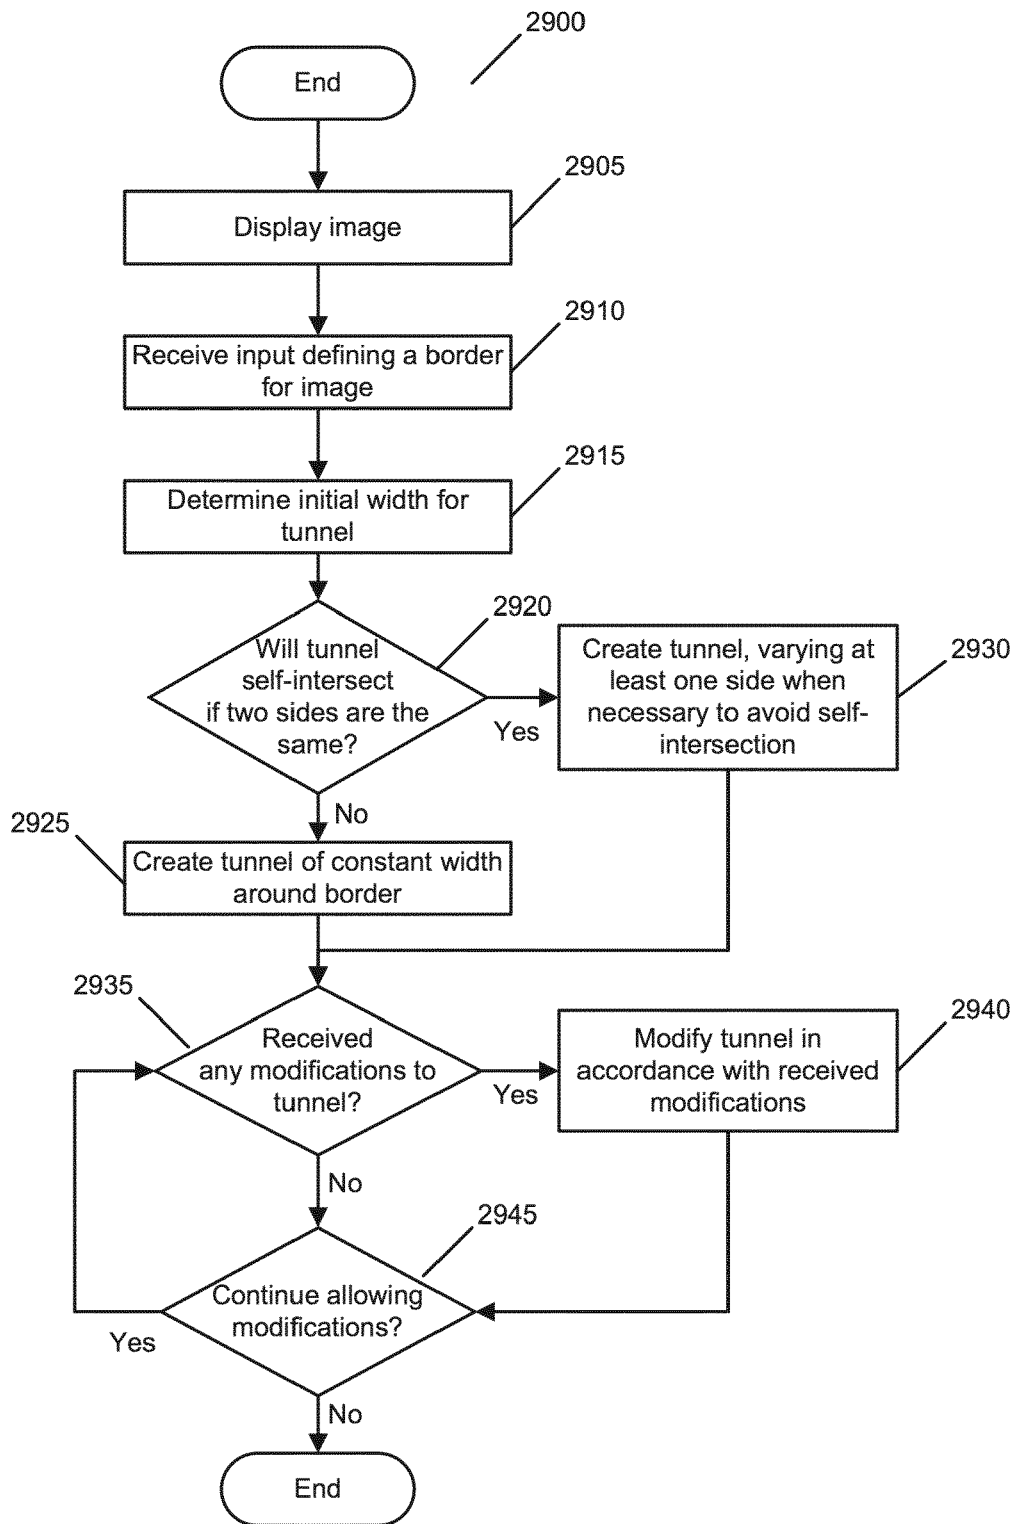 2900
End
2905
Display image
2910
Receive input defining a border
for image
2915
Determine initial width for
tunnel
2920
Will tunnel
self-intersect
if two sides are the
same?
Yes
2930
Create tunnel, varying at
least one side when
necessary to avoid self-
intersection
No
2925
Create tunnel of constant width
around border
2935
Received
any modifications to
tunnel?
Yes
2940
Modify tunnel in
accordance with received
modifications
No
2945
Continue allowing
modifications?
Yes
No
End